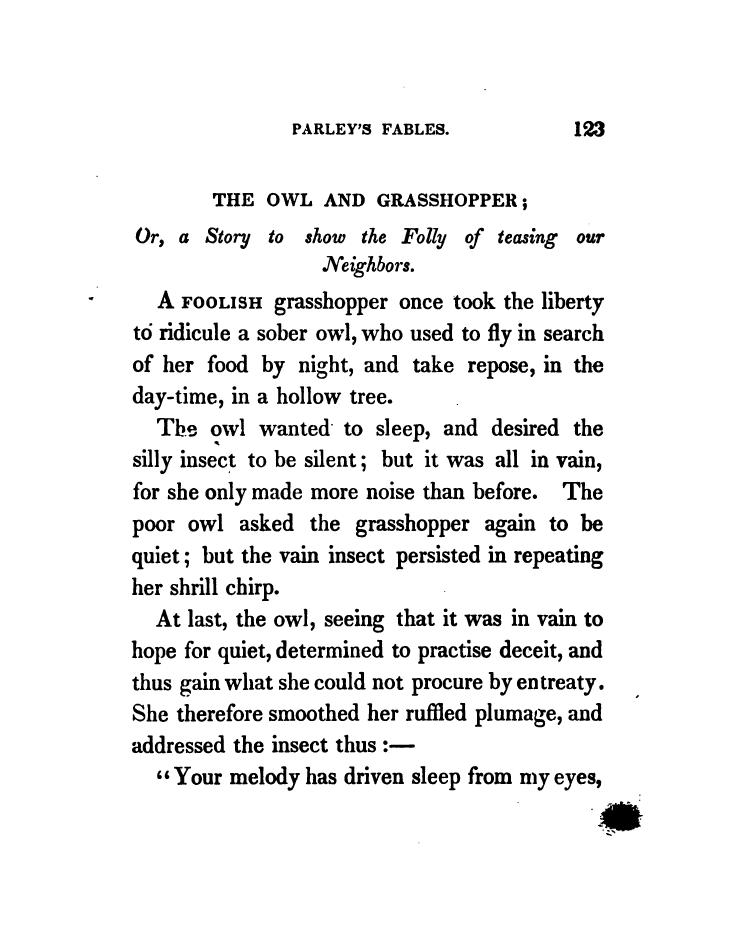 PARLEY'S FABLES. 123
THE OWL AND GRASSHOPPER;
Or, a Story to show the Folly of teasing our
Neighbors.
A FOOLISH grasshopper once took the liberty
to ridicule a sober owl, who used to fly in search
of her food by night, and take repose, in the
day-time, in a hollow tree.
The owl wanted to sleep, and desired the
silly insect to be silent; but it was all in vain,
for she only made more noise than before. The
poor owl asked the grasshopper again to be
quiet; but the vain insect persisted in repeating
her shrill chirp.
At last, the owl, seeing that it was in vain to
hope for quiet, determined to practise deceit, and
thus gain what she could not procure by entreaty.
She therefore smoothed her ruffled plumage, and
addressed the insect thus:—
“Your melody has driven sleep from my eyes,